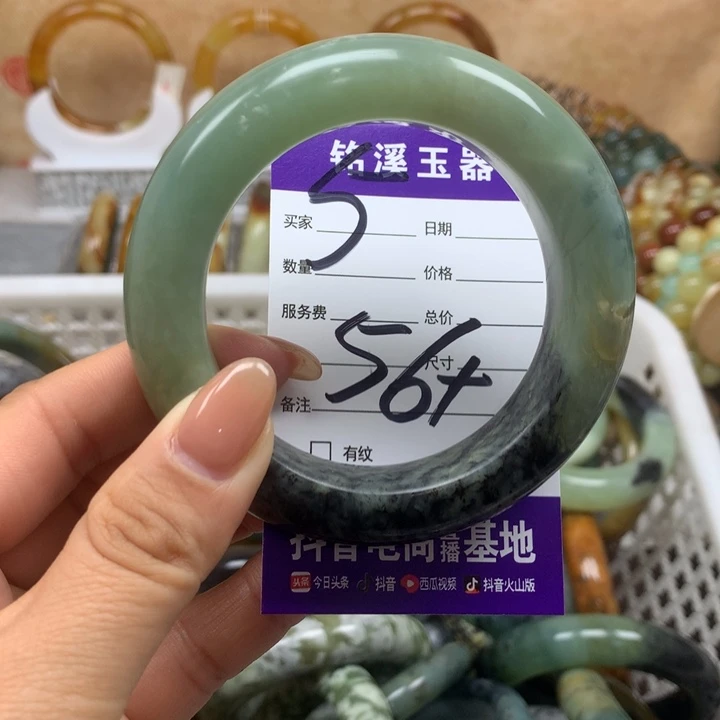 铭溪玉器
5
买家 日期
数量 价格
服务费 总价
尺寸
56+
备注
有纹
抖音电商直播基地
头条 今日头条 抖音 西瓜视频 抖音火山版